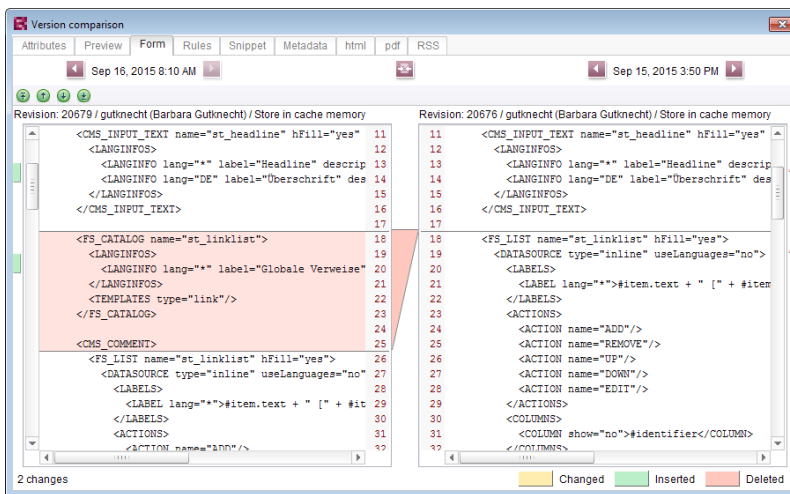 Version comparison
Attributes Preview Form Rules Snippet Metadata html pdf RSS
Sep 16, 2015 8:10 AM
Sep 15, 2015 3:50 PM
Revision: 20679 / gutknecht (Barbara Gutknecht) / Store in cache memory
<CMS_INPUT_TEXT name="st_headline" hFill="yes" 11
<LANGINFOS> 12
<LANGINFO lang="*" label="Headline" descrip 13
<LANGINFO lang="DE" label="Überschrift" des 14
</LANGINFOS> 15
</CMS_INPUT_TEXT> 16
17
<FS_CATALOG name="st_linklist"> 18
<LANGINFOS> 19
<LANGINFO lang="*" label="Globale Verweise" 20
</LANGINFOS> 21
<TEMPLATES type="link"/> 22
</FS_CATALOG> 23
24
<CMS_COMMENT> 25
<FS_LIST name="st_linklist" hFill="yes"> 26
<DATASOURCE type="inline" useLanguages="no" 27
<LABELS> 28
<LABEL lang="*">#item.text + " [" + #it 29
</LABELS> 30
<ACTIONS> 31
<ACTION name="ADD"/> 32
Revision: 20676 / gutknecht (Barbara Gutknecht) / Store in cache memory
11 <CMS_INPUT_TEXT name="st_headline" hFill="yes"
12 <LANGINFOS>
13 <LANGINFO lang="*" label="Headline" descrip
14 <LANGINFO lang="DE" label="Überschrift" des
15 </LANGINFOS>
16 </CMS_INPUT_TEXT>
17
18 <FS_LIST name="st_linklist" hFill="yes">
19 <DATASOURCE type="inline" useLanguages="no">
20 <LABELS>
21 <LABEL lang="*">#item.text + " [" + #item
22 </LABELS>
23 <ACTIONS>
24 <ACTION name="ADD"/>
25 <ACTION name="REMOVE"/>
26 <ACTION name="UP"/>
27 <ACTION name="DOWN"/>
28 <ACTION name="EDIT"/>
29 </ACTIONS>
30 <COLUMNS>
31 <COLUMN show="no">#identifier</COLUMN>
32 </COLUMNS>
2 changes
Changed Inserted Deleted